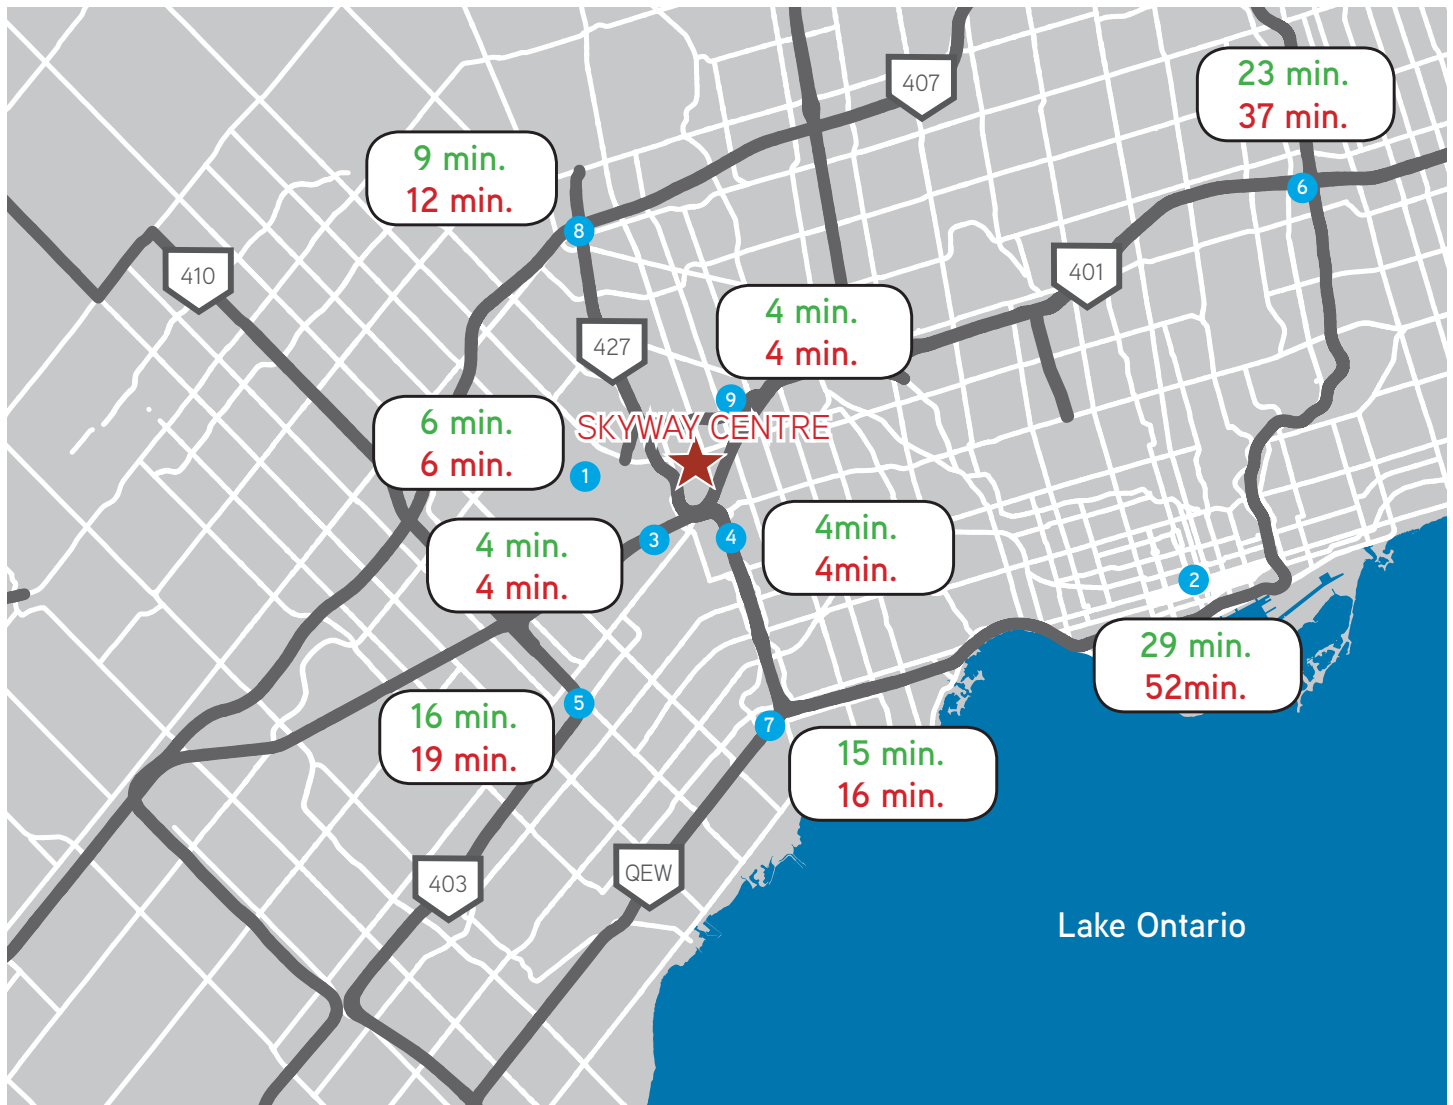 407
23 min.
37 min.
6
9 min.
12 min.
8
410
401
4 min.
4 min.
427
9
SKYWAY CENTRE
6 min.
6 min.
1
4 min.
4 min.
3
4
4min.
4min.
2
29 min.
52min.
16 min.
19 min.
5
7
15 min.
16 min.
403
QEW
Lake Ontario